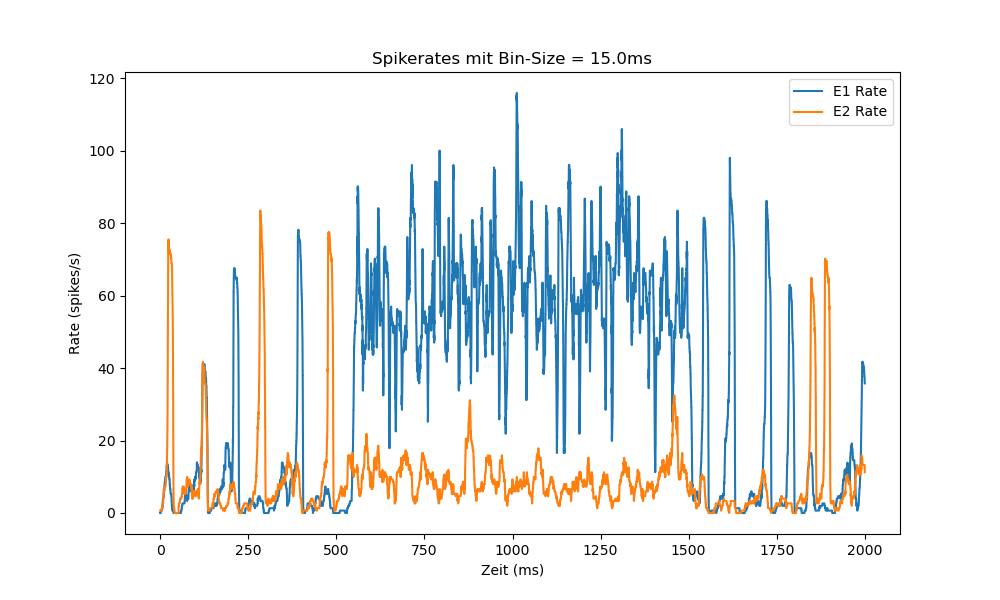 Spikerates mit Bin-Size = 15.0ms
E1 Rate
E2 Rate
120
100
80
60
40
20
0
Rate (spikes/s)
0 250 500 750 1000 1250 1500 1750 2000
Zeit (ms)